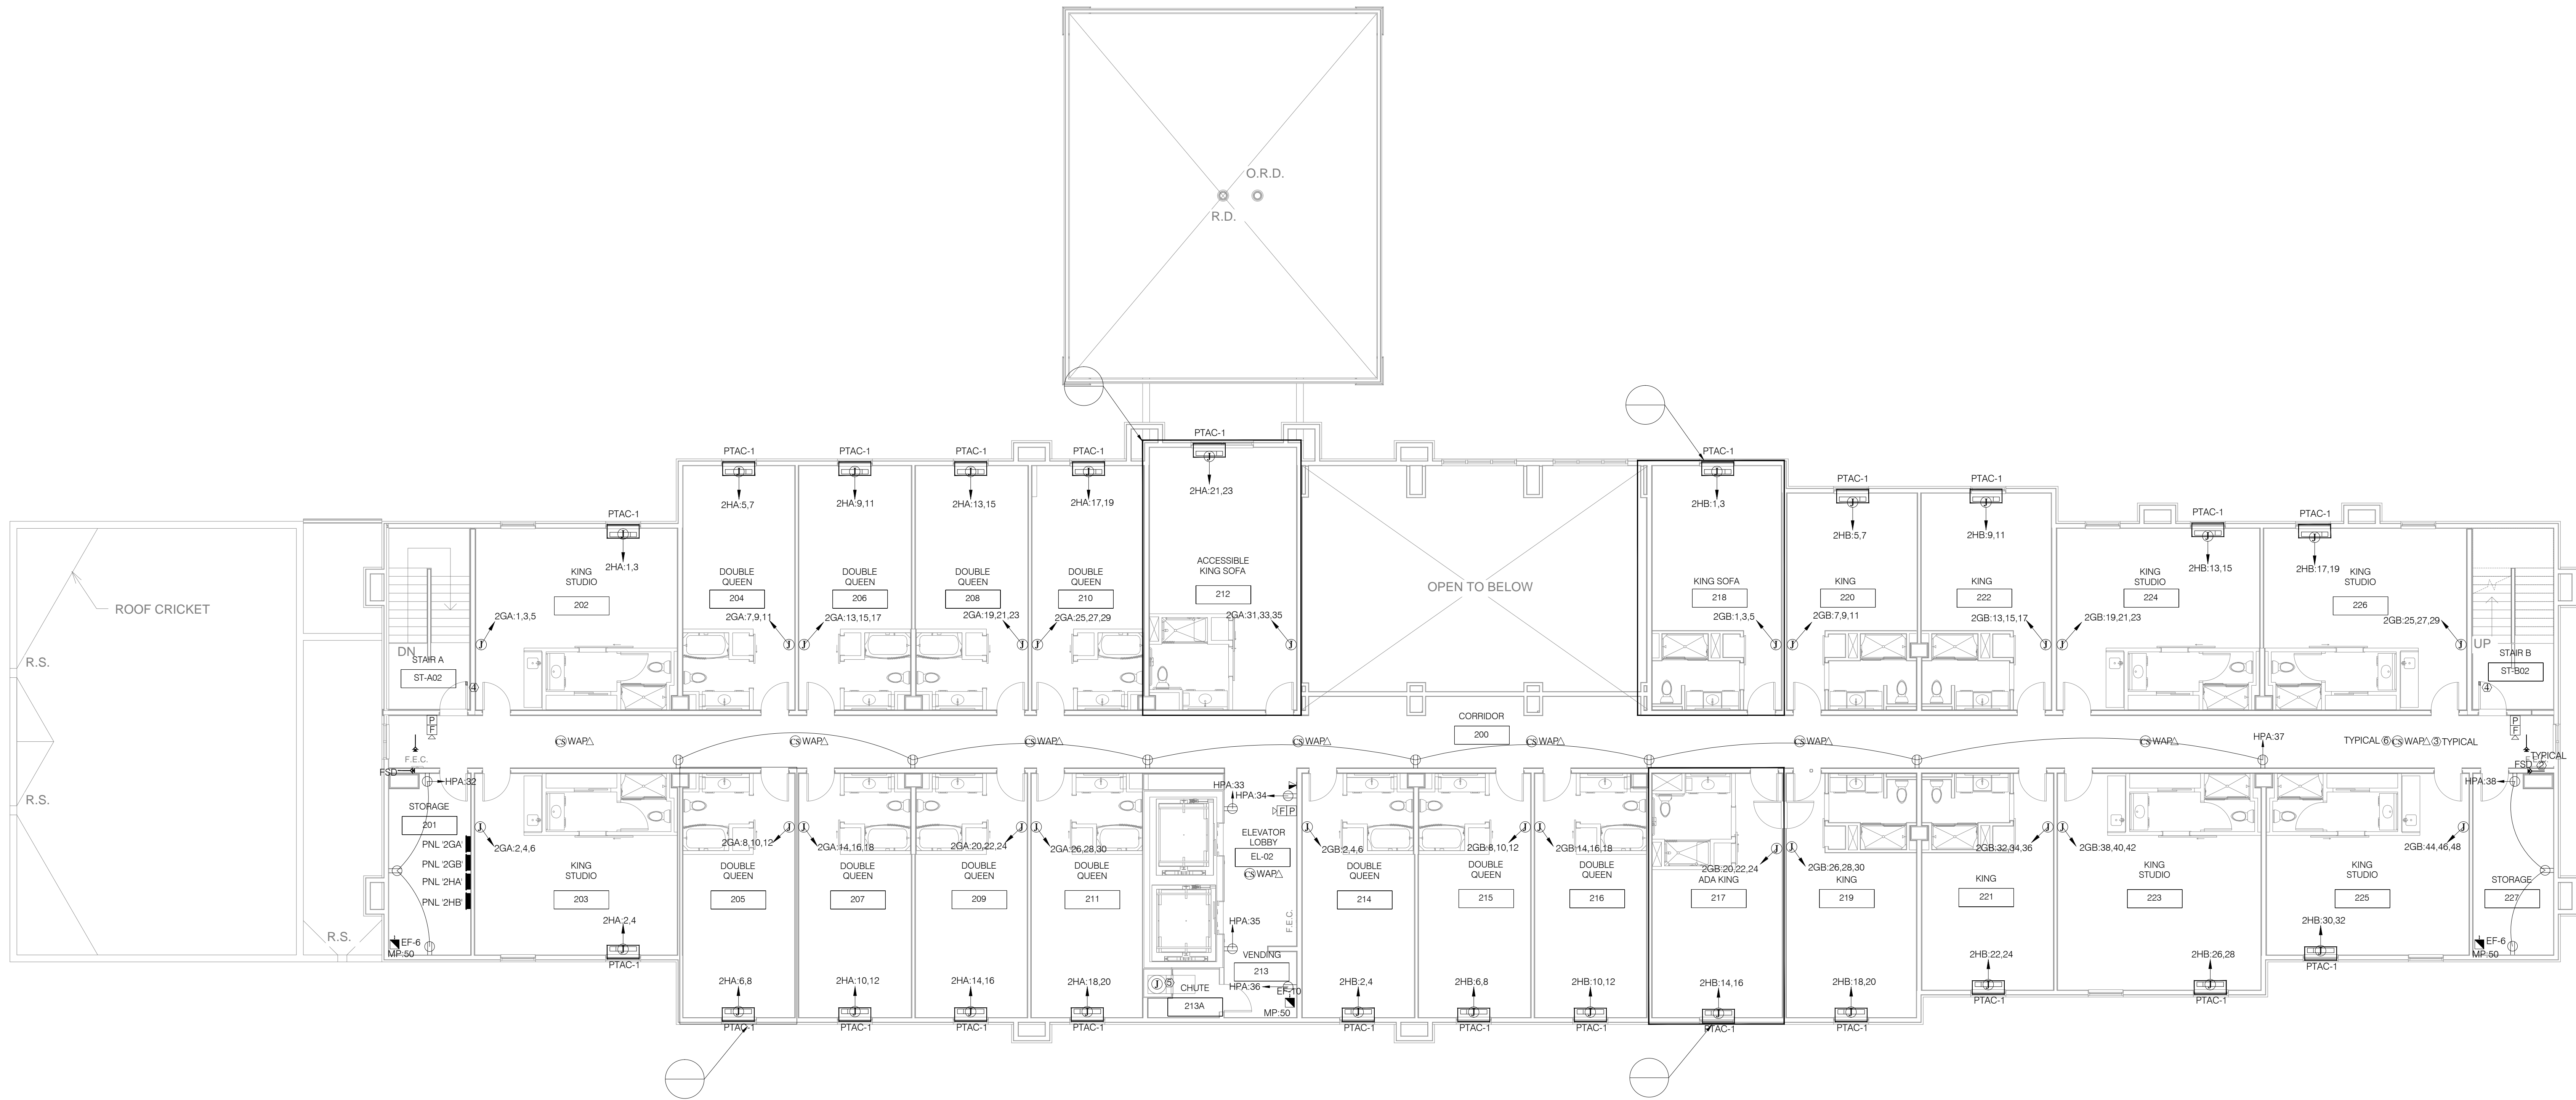 O.R.D.
R.D.
PTAC-1
2HA:21,23
ACCESSIBLE
KING SOFA
212
2GA:31,33,35
PTAC-1
2HA:5,7
DOUBLE
QUEEN
204
2GA:7,9,11
PTAC-1
2HA:9,11
DOUBLE
QUEEN
206
2GA:13,15,17
PTAC-1
2HA:13,15
DOUBLE
QUEEN
208
2GA:19,21,23
PTAC-1
2HA:17,19
DOUBLE
QUEEN
210
2GA:25,27,29
PTAC-1
2HA:1,3
KING
STUDIO
202
2GA:1,3,5
OPEN TO BELOW
PTAC-1
2HB:1,3
KING SOFA
218
2GB:1,3,5
PTAC-1
2HB:5,7
KING
220
2GB:7,9,11
PTAC-1
2HB:9,11
KING
222
2GB:13,15,17
PTAC-1
2HB:13,15
KING
STUDIO
224
2GB:19,21,23
PTAC-1
2HB:17,19
KING
STUDIO
226
2GB:25,27,29
ROOF CRICKET
R.S.
R.S.
R.S.
DN
STAIR A
ST-A02
4
UP
STAIR B
ST-B02
4
P
F
F.E.C.
FSD
CS WAP
CS WAP
CS WAP
CS WAP
CORRIDOR
200
CS WAP
CS WAP
CS WAP
HPA:37
TYPICAL 6 CS WAP 3 TYPICAL
P
F
TYPICAL
FSD 2
HPA:32
STORAGE
201
PNL '2GA'
PNL '2GB'
PNL '2HA'
PNL '2HB'
EF-6
MP:50
2GA:2,4,6
KING
STUDIO
203
2HA:2,4
PTAC-1
2GA:8,10,12
DOUBLE
QUEEN
205
2HA:6,8
PTAC-1
2GA:14,16,18
DOUBLE
QUEEN
207
2HA:10,12
PTAC-1
2GA:20,22,24
DOUBLE
QUEEN
209
2HA:14,16
PTAC-1
2GA:26,28,30
DOUBLE
QUEEN
211
2HA:18,20
PTAC-1
HPA:33
HPA:34
F P
ELEVATOR
LOBBY
EL-02
CS WAP
F.E.C.
HPA:35
VENDING
213
J 5
CHUTE
213A
HPA:36
EF-10
MP:50
2GB:2,4,6
DOUBLE
QUEEN
214
2HB:2,4
PTAC-1
2GB:8,10,12
DOUBLE
QUEEN
215
2HB:6,8
PTAC-1
2GB:14,16,18
DOUBLE
QUEEN
216
2HB:10,12
PTAC-1
2GB:20,22,24
ADA KING
217
2HB:14,16
PTAC-1
2GB:26,28,30
KING
219
2HB:18,20
PTAC-1
2GB:32,34,36
KING
221
2HB:22,24
PTAC-1
2GB:38,40,42
KING
STUDIO
223
2HB:26,28
PTAC-1
2GB:44,46,48
KING
STUDIO
225
2HB:30,32
PTAC-1
HPA:38
STORAGE
227
EF-6
MP:50